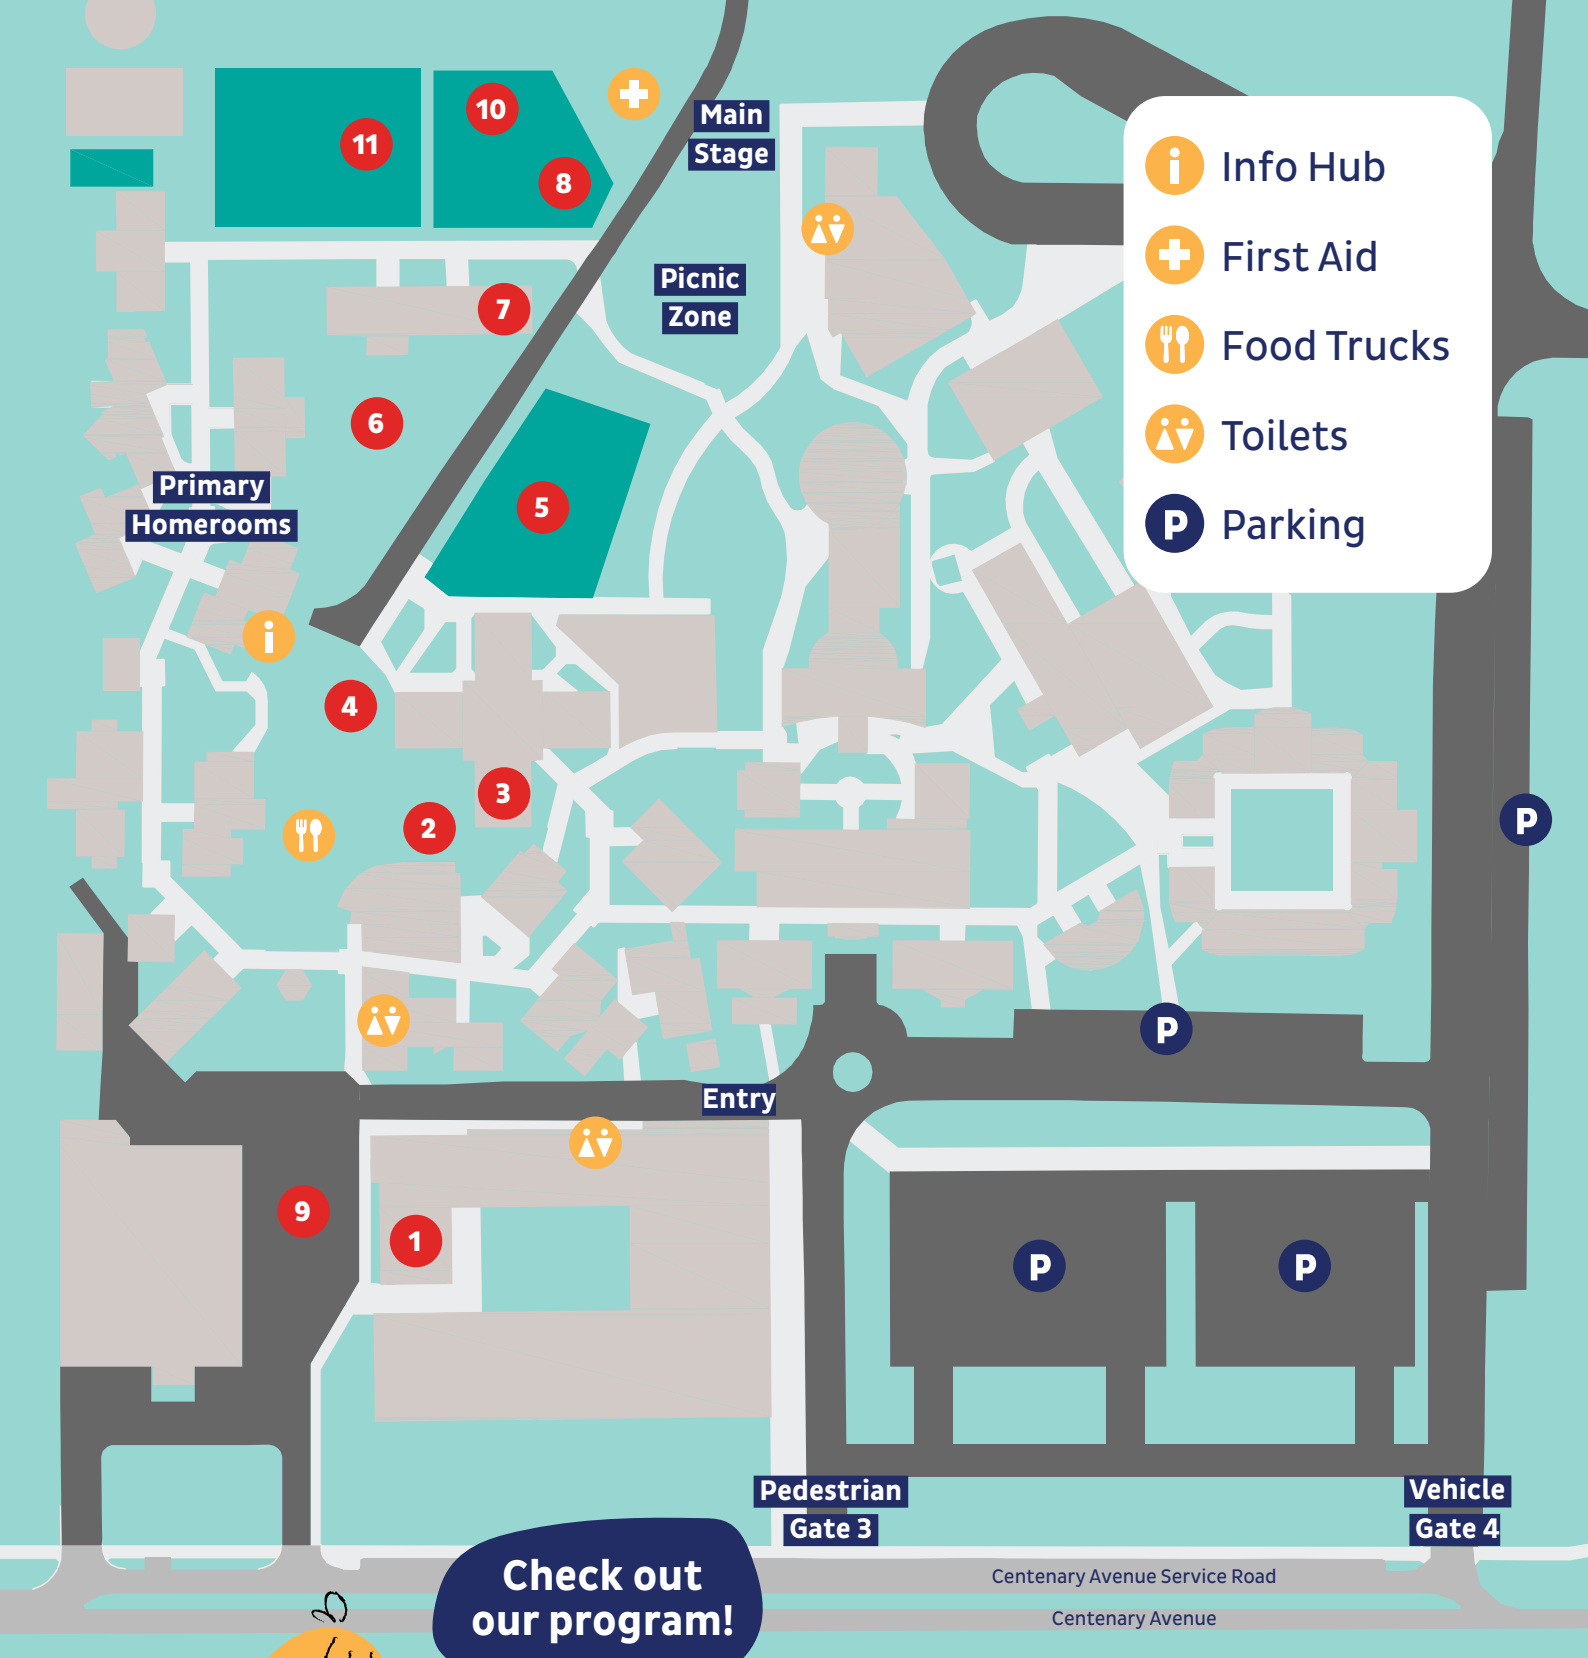 Main
Stage
10
11
8
Info Hub
First Aid
Food Trucks
Toilets
P Parking
Picnic
Zone
7
6
5
Primary
Homerooms
4
3
2
P
P
Entry
9
1
P
P
Pedestrian
Gate 3
Vehicle
Gate 4
Centenary Avenue Service Road
Centenary Avenue
Check out
our program!